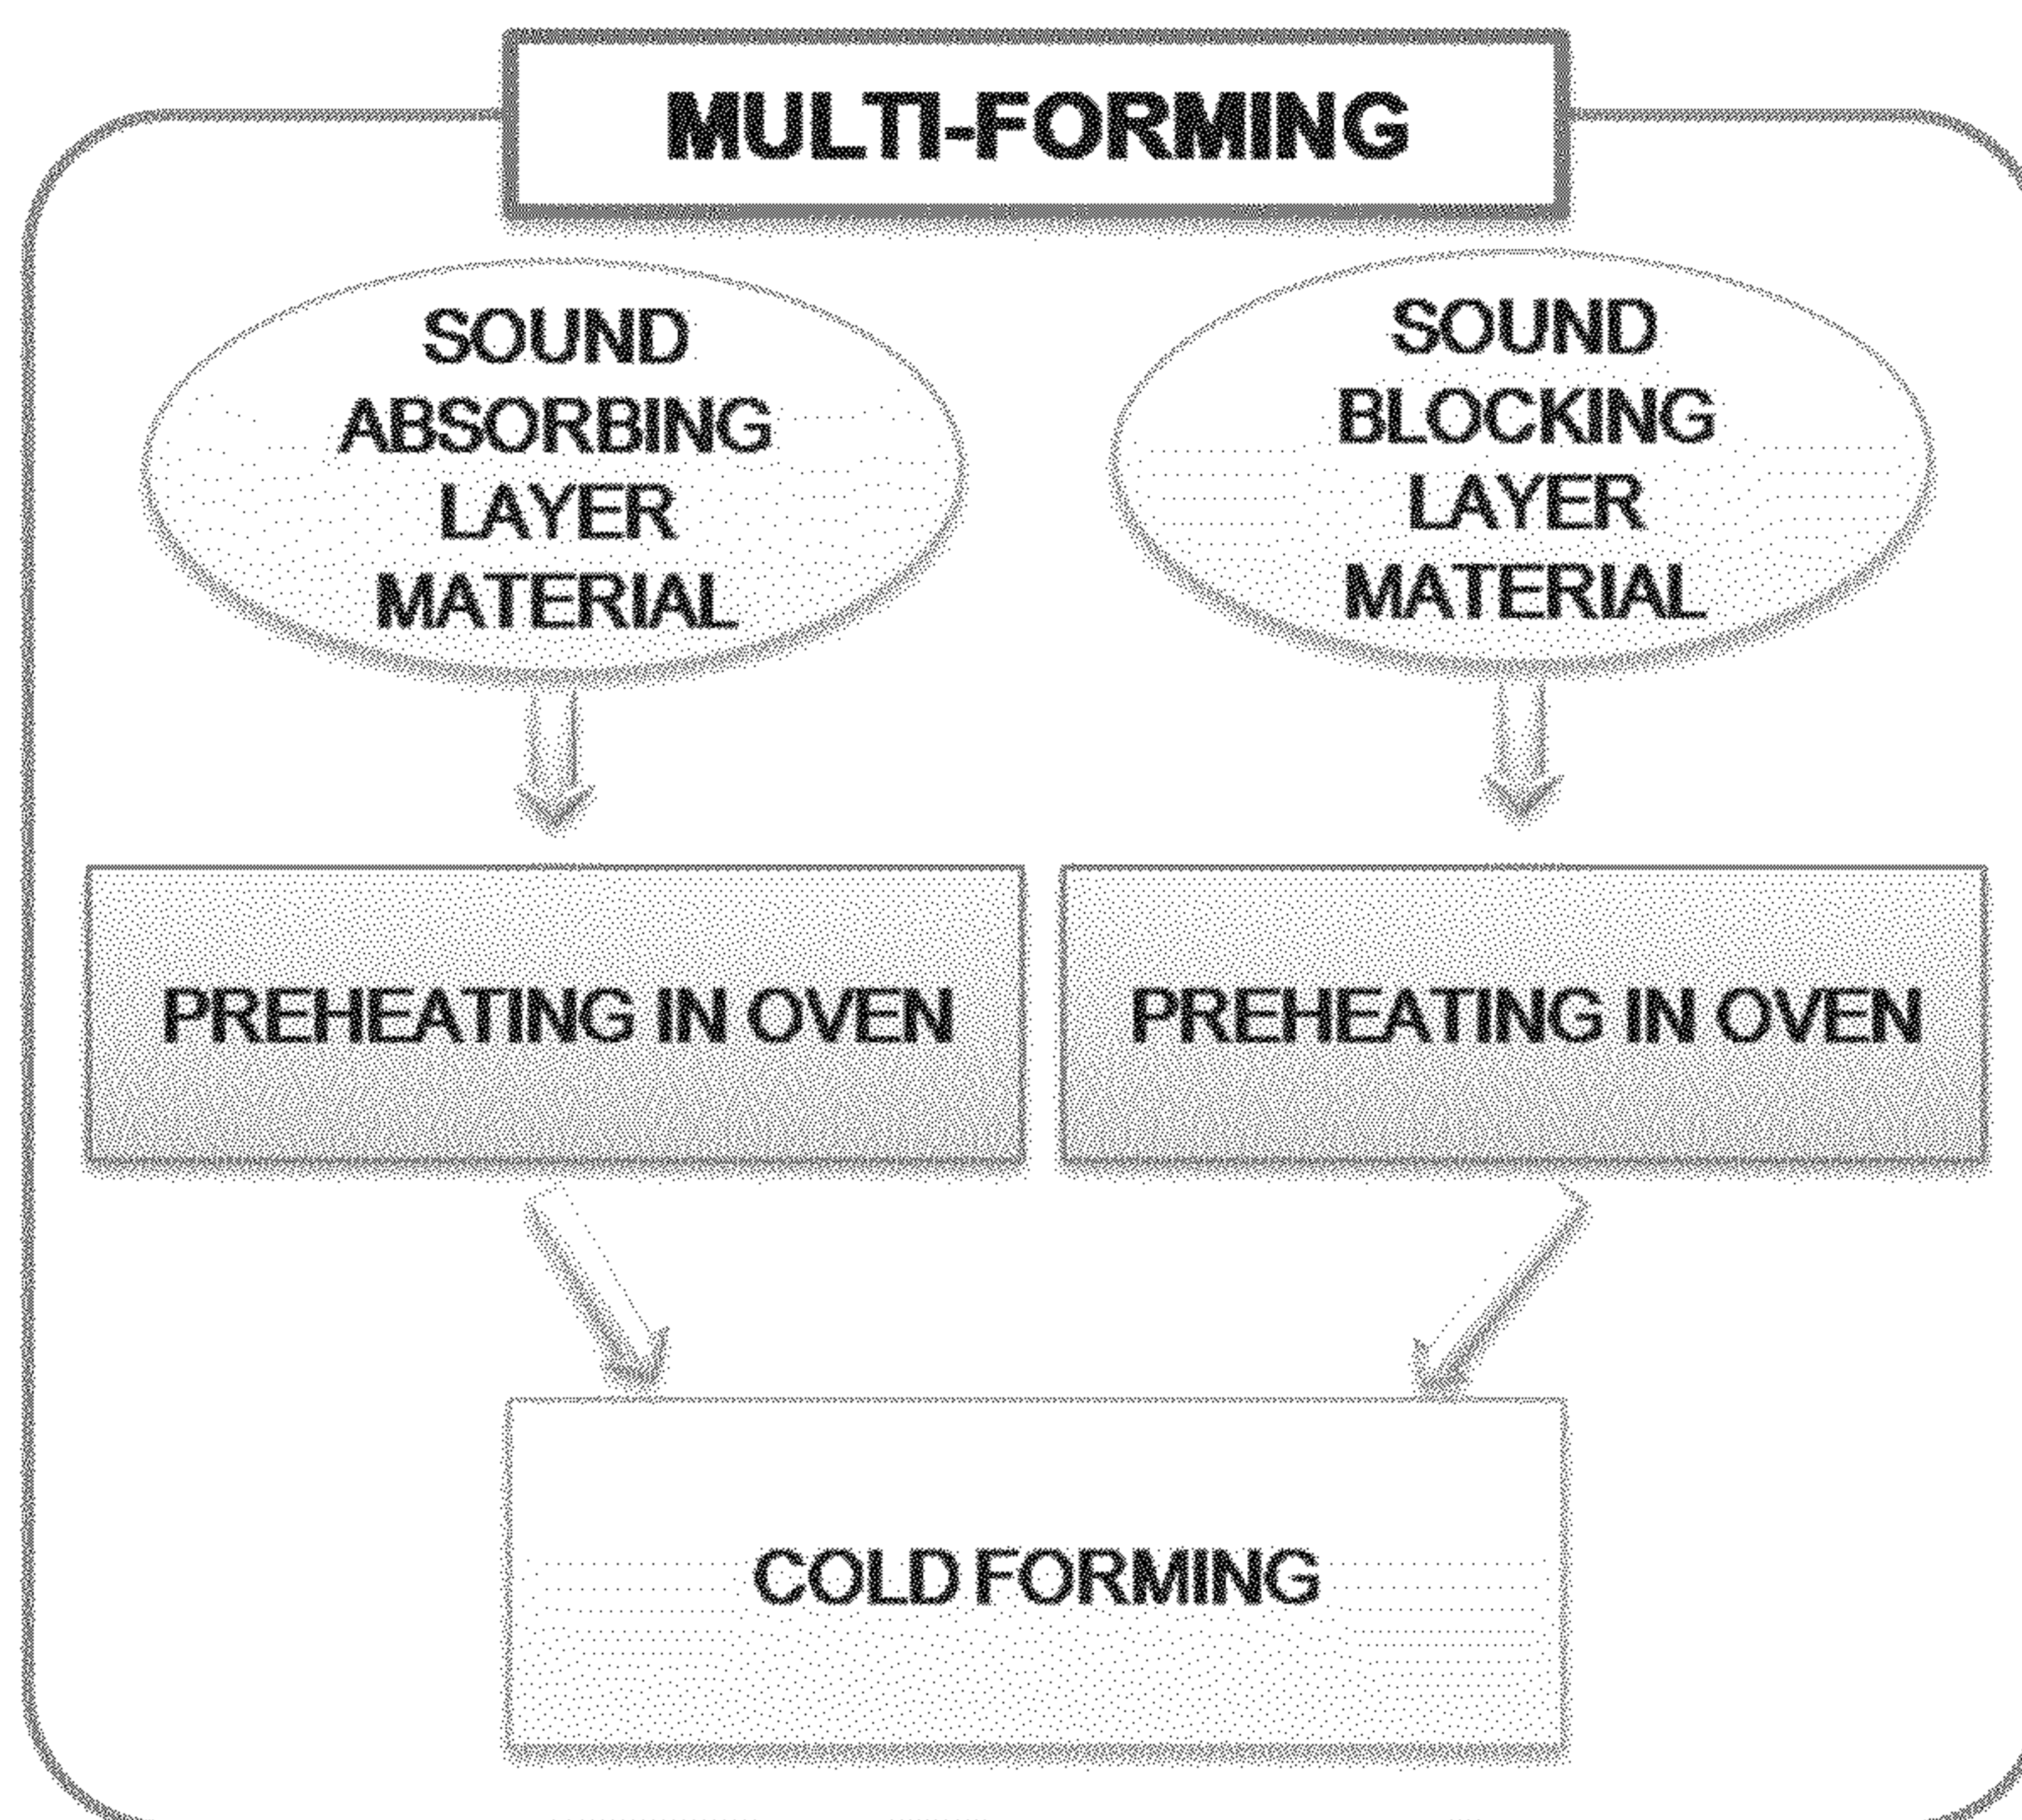 MULTI-FORMING
SOUND
ABSORBING
LAYER
MATERIAL
SOUND
BLOCKING
LAYER
MATERIAL
PREHEATING IN OVEN
PREHEATING IN OVEN
COLD FORMING